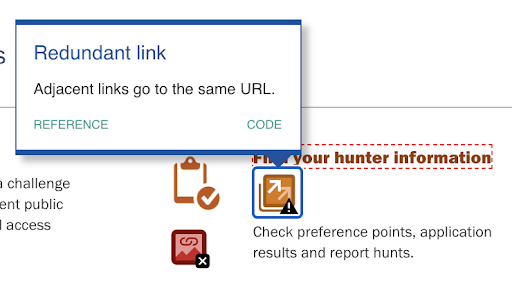 s
Redundant link
Adjacent links go to the same URL.
REFERENCE
CODE
Find your hunter information
a challenge
ent public
l access
Check preference points, application
results and report hunts.